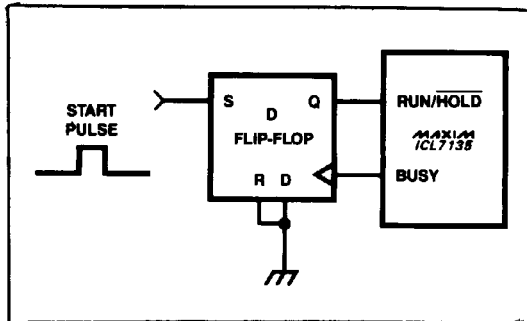 START
PULSE
S
D
Q
FLIP-FLOP
R D
RUN/HOLD
MAXIM
ICL7135
BUSY